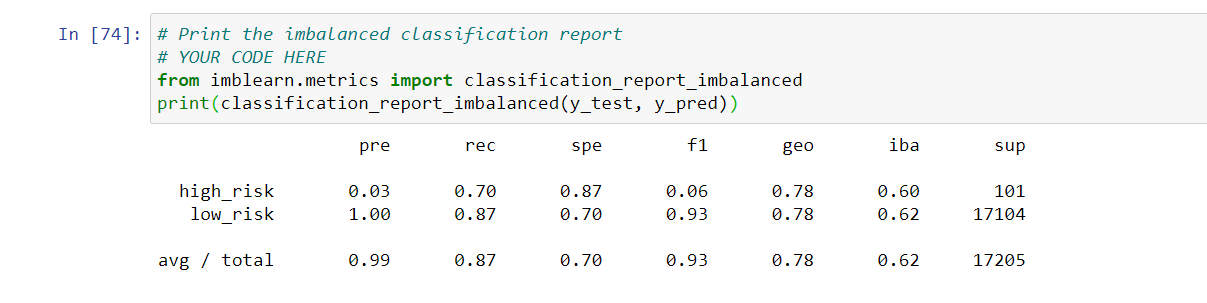 In [74]: # Print the imbalanced classification report
# YOUR CODE HERE
from imblearn.metrics import classification_report_imbalanced
print(classification_report_imbalanced(y_test, y_pred))
pre rec spe f1 geo iba sup
high_risk 0.03 0.70 0.87 0.06 0.78 0.60 101
low_risk 1.00 0.87 0.70 0.93 0.78 0.62 17104
avg / total 0.99 0.87 0.70 0.93 0.78 0.62 17205